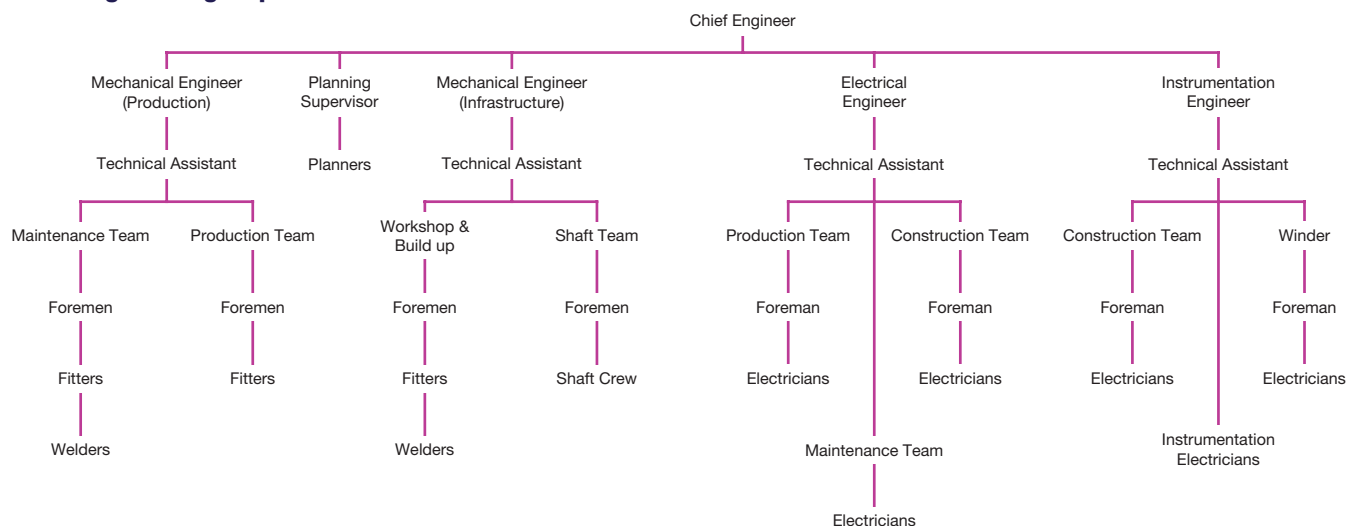 Chief Engineer
Mechanical Engineer
(Production)
Planning
Supervisor
Mechanical Engineer
(Infrastructure)
Electrical
Engineer
Instrumentation
Engineer
Technical Assistant
Planners
Technical Assistant
Technical Assistant
Technical Assistant
Maintenance Team
Production Team
Workshop &
Build up
Shaft Team
Production Team
Construction Team
Construction Team
Winder
Foremen
Foremen
Foremen
Foremen
Foreman
Foreman
Foreman
Foreman
Fitters
Fitters
Fitters
Shaft Crew
Electricians
Electricians
Electricians
Electricians
Welders
Welders
Maintenance Team
Instrumentation
Electricians
Electricians